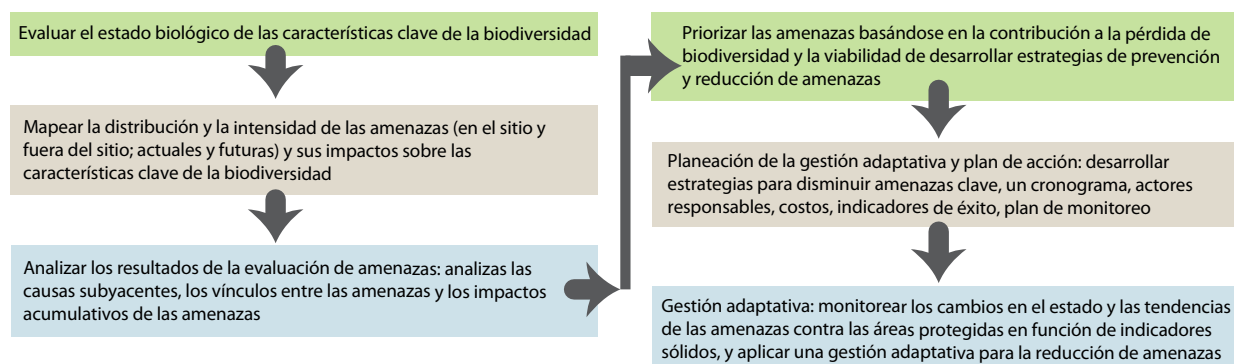 Evaluar el estado biológico de las características clave de la biodiversidad
Mapear la distribución y la intensidad de las amenazas (en el sitio y
fuera del sitio; actuales y futuras) y sus impactos sobre las
características clave de la biodiversidad
Analizar los resultados de la evaluación de amenazas: analizas las
causas subyacentes, los vínculos entre las amenazas y los impactos
acumulativos de las amenazas
Priorizar las amenazas basándose en la contribución a la pérdida de
biodiversidad y la viabilidad de desarrollar estrategias de prevención
y reducción de amenazas
Planeación de la gestión adaptativa y plan de acción: desarrollar
estrategias para disminuir amenazas clave, un cronograma, actores
responsables, costos, indicadores de éxito, plan de monitoreo
Gestión adaptativa: monitorear los cambios en el estado y las tendencias
de las amenazas contra las áreas protegidas en función de indicadores
sólidos, y aplicar una gestión adaptativa para la reducción de amenazas